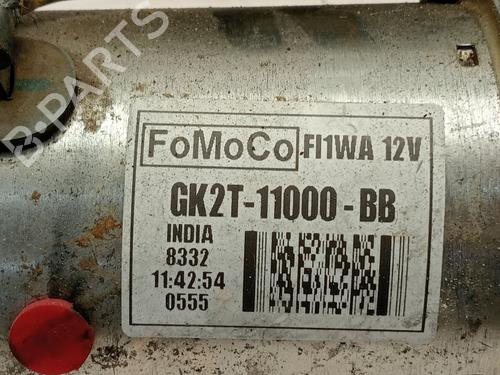 B-PARTS
FoMoCo FI1WA 12V
GK2T-11000-BB
INDIA
8332
11:42:54
0555